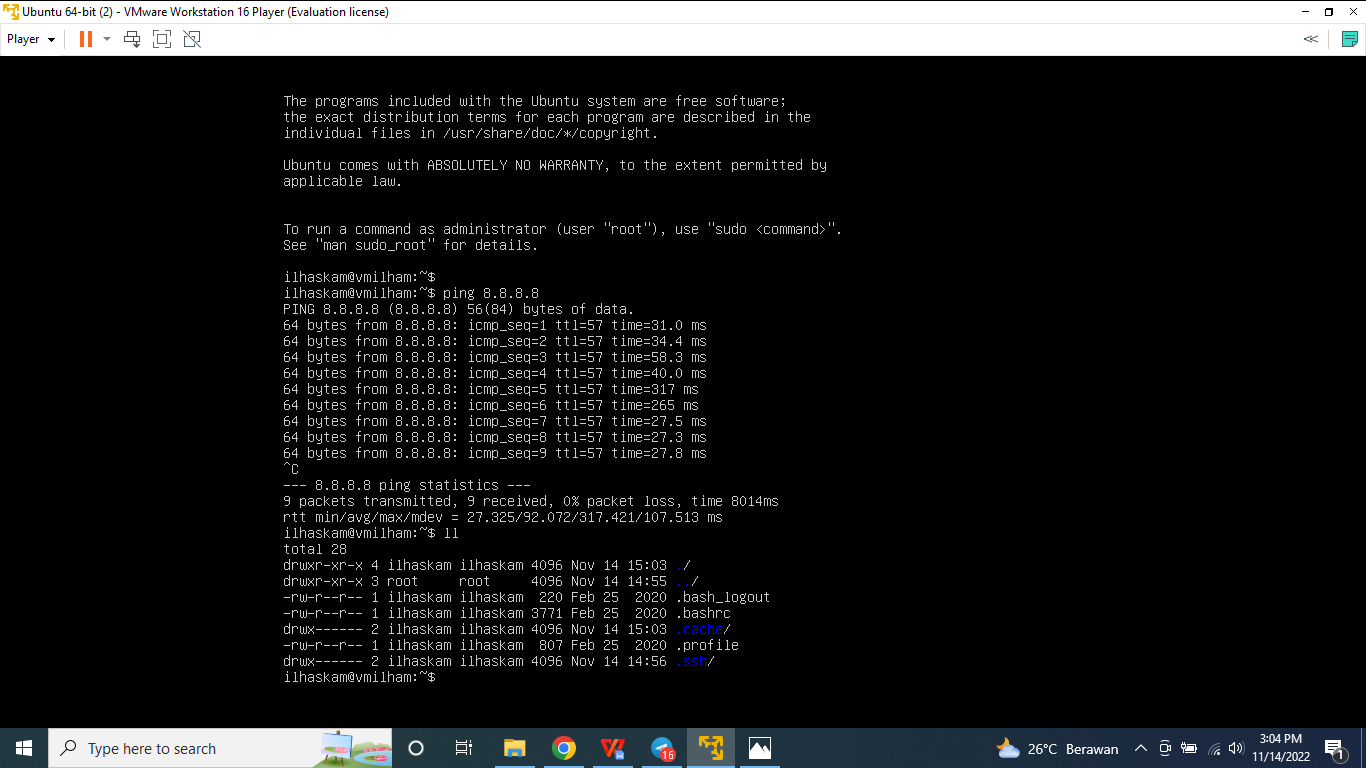 Ubuntu 64-bit (2) - VMware Workstation 16 Player (Evaluation license)
Player
The programs included with the Ubuntu system are free software;
the exact distribution terms for each program are described in the
individual files in /usr/share/doc/*/copyright.
Ubuntu comes with ABSOLUTELY NO WARRANTY, to the extent permitted by
applicable law.
To run a command as administrator (user "root"), use "sudo <command>".
See "man sudo_root" for details.
ilhaskam@vmilham:~$
ilhaskam@vmilham:~$ ping 8.8.8.8
PING 8.8.8.8 (8.8.8.8) 56(84) bytes of data.
64 bytes from 8.8.8.8: icmp_seq=1 ttl=57 time=31.0 ms
64 bytes from 8.8.8.8: icmp_seq=2 ttl=57 time=34.4 ms
64 bytes from 8.8.8.8: icmp_seq=3 ttl=57 time=58.3 ms
64 bytes from 8.8.8.8: icmp_seq=4 ttl=57 time=40.0 ms
64 bytes from 8.8.8.8: icmp_seq=5 ttl=57 time=317 ms
64 bytes from 8.8.8.8: icmp_seq=6 ttl=57 time=265 ms
64 bytes from 8.8.8.8: icmp_seq=7 ttl=57 time=27.5 ms
64 bytes from 8.8.8.8: icmp_seq=8 ttl=57 time=27.3 ms
64 bytes from 8.8.8.8: icmp_seq=9 ttl=57 time=27.8 ms
^C
--- 8.8.8.8 ping statistics ---
9 packets transmitted, 9 received, 0% packet loss, time 8014ms
rtt min/avg/max/mdev = 27.325/92.072/317.421/107.513 ms
ilhaskam@vmilham:~$ ll
total 28
drwxr-xr-x 4 ilhaskam ilhaskam 4096 Nov 14 15:03 ./
drwxr-xr-x 3 root     root     4096 Nov 14 14:55 ../
-rw-r--r-- 1 ilhaskam ilhaskam  220 Feb 25  2020 .bash_logout
-rw-r--r-- 1 ilhaskam ilhaskam 3771 Feb 25  2020 .bashrc
drwx------ 2 ilhaskam ilhaskam 4096 Nov 14 15:03 .cache/
-rw-r--r-- 1 ilhaskam ilhaskam  807 Feb 25  2020 .profile
drwx------ 2 ilhaskam ilhaskam 4096 Nov 14 14:56 .ssh/
ilhaskam@vmilham:~$
Type here to search
16
26°C Berawan
3:04 PM
11/14/2022
1